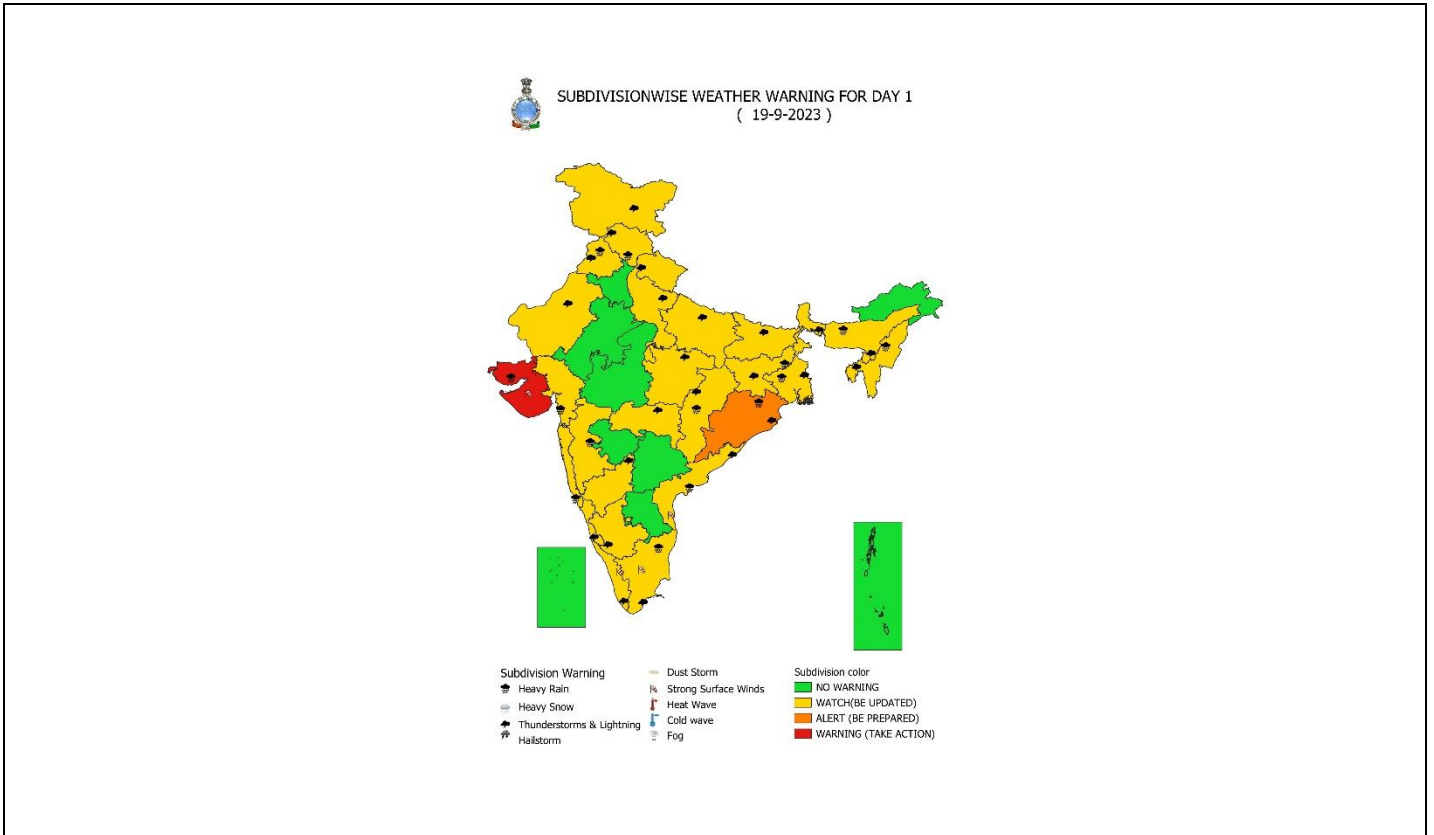 SUBDIVISIONWISE WEATHER WARNING FOR DAY 1
( 19-9-2023 )
Subdivision Warning
Heavy Rain
Heavy Snow
Thunderstorms & Lightning
Hailstorm
Dust Storm
Strong Surface Winds
Heat Wave
Cold wave
Fog
Subdivision color
NO WARNING
WATCH(BE UPDATED)
ALERT (BE PREPARED)
WARNING (TAKE ACTION)